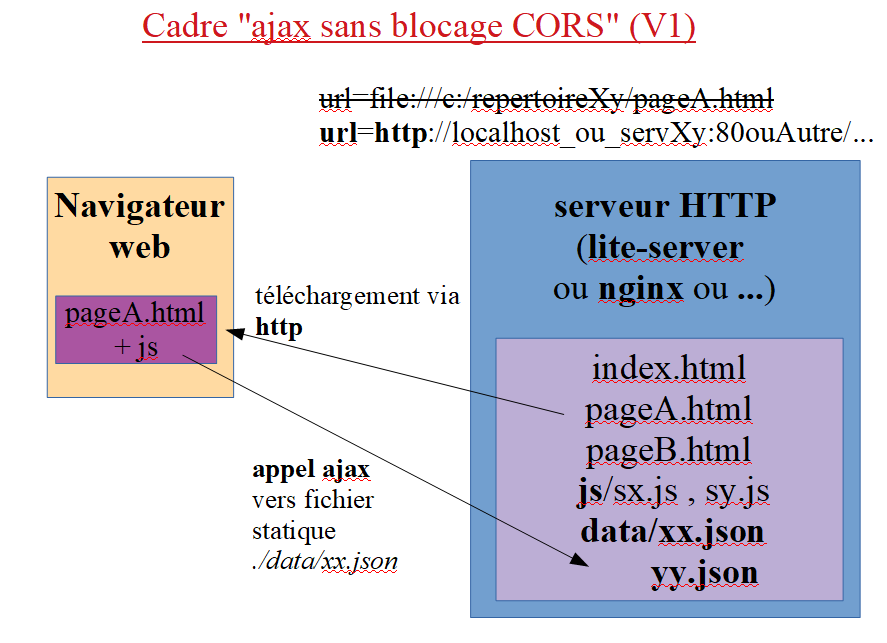 Cadre "ajax sans blocage CORS" (V1)
url=file:///c:/repertoireXy/pageA.html
url=http://localhost_ou_servXy:80ouAutre/...
Navigateur
web
pageA.html
+ js
téléchargement via
http
appel ajax
vers fichier
statique
./data/xx.json
serveur HTTP
(lite-server
ou nginx ou ...)
index.html
pageA.html
pageB.html
js/sx.js , sy.js
data/xx.json
yy.json